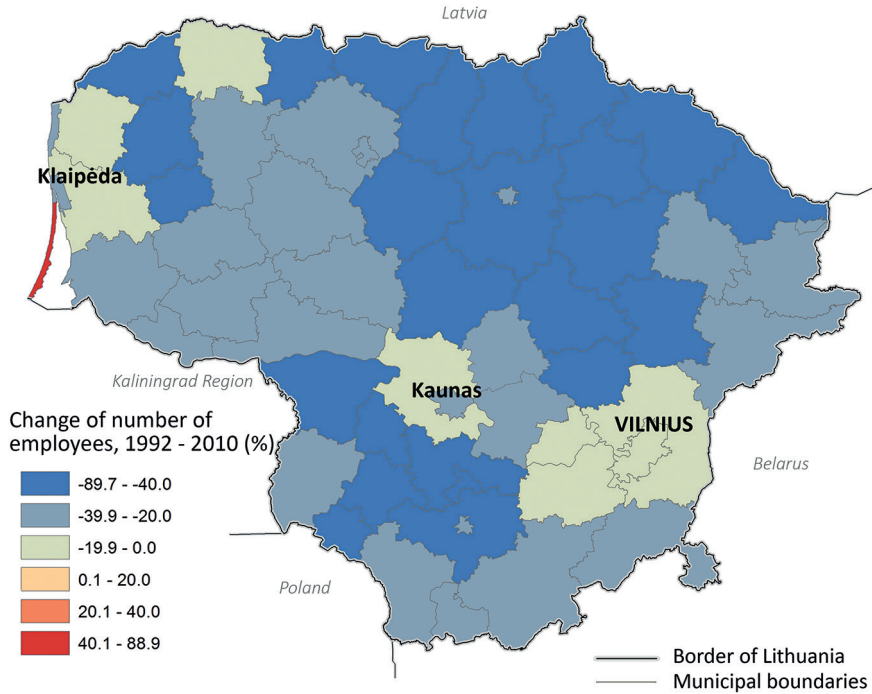 Latvia
Klaipėda
Kaliningrad Region
Kaunas
VILNIUS
Belarus
Poland
Change of number of
employees, 1992 - 2010 (%)
-89.7 - -40.0
-39.9 - -20.0
-19.9 - 0.0
0.1 - 20.0
20.1 - 40.0
40.1 - 88.9
Border of Lithuania
Municipal boundaries